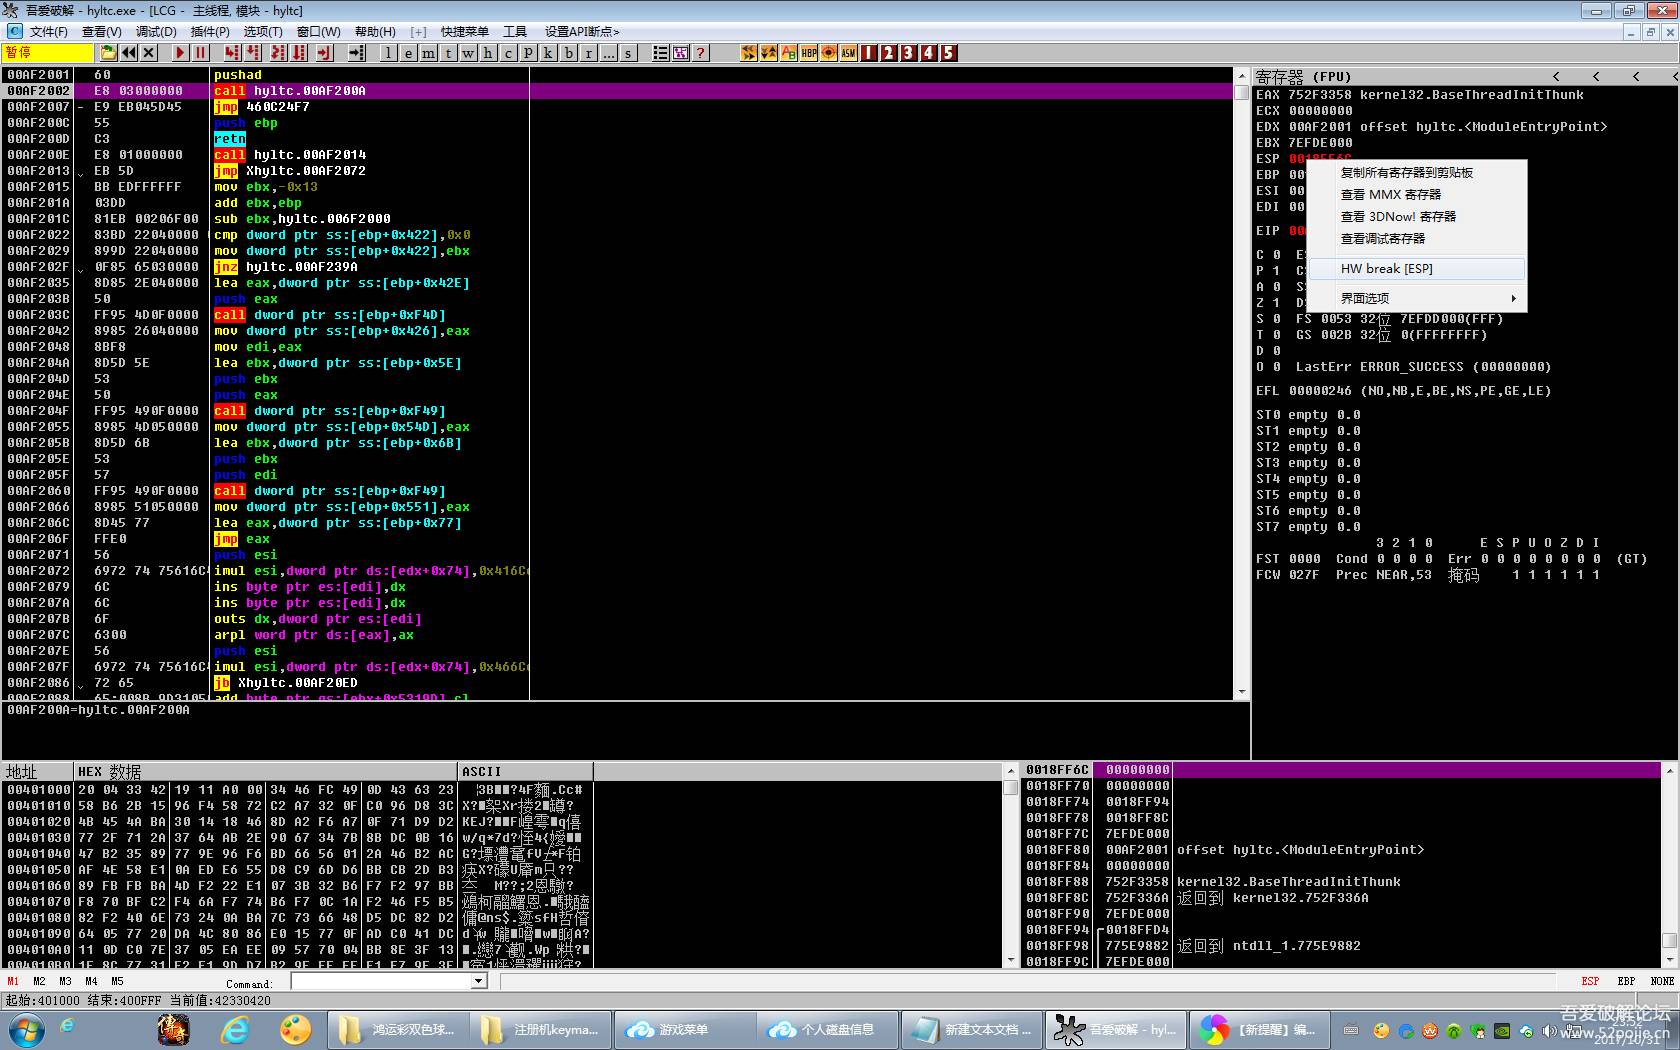 吾爱破解 - hyltc.exe - [LCG - 主线程, 模块 - hyltc]
文件(F) 查看(V) 调试(D) 插件(P) 选项(T) 窗口(W) 帮助(H) [+] 快捷菜单 工具 设置API断点>
暂停 l e m t w h c P k b r ... s ? HBP ASM 1 2 3 4 5
00AF2001 60 pushad
00AF2002 E8 03000000 call hyltc.00AF200A
00AF2007 - E9 EB045D45 jmp 460C24F7
00AF200C 55 push ebp
00AF200D C3 retn
00AF200E E8 01000000 call hyltc.00AF2014
00AF2013 EB 5D jmp Xhyltc.00AF2072
00AF2015 BB EDFFFFFF mov ebx,-0x13
00AF201A 03DD add ebx,ebp
00AF201C 81EB 00206F00 sub ebx,hyltc.006F2000
00AF2022 83BD 22040000 cmp dword ptr ss:[ebp+0x422],0x0
00AF2029 899D 22040000 mov dword ptr ss:[ebp+0x422],ebx
00AF202F 0F85 65030000 jnz hyltc.00AF239A
00AF2035 8D85 2E040000 lea eax,dword ptr ss:[ebp+0x42E]
00AF203B 50 push eax
00AF203C FF95 4D0F0000 call dword ptr ss:[ebp+0xF4D]
00AF2042 8985 26040000 mov dword ptr ss:[ebp+0x426],eax
00AF2048 8BF8 mov edi,eax
00AF204A 8D5D 5E lea ebx,dword ptr ss:[ebp+0x5E]
00AF204D 53 push ebx
00AF204E 50 push eax
00AF204F FF95 490F0000 call dword ptr ss:[ebp+0xF49]
00AF2055 8985 4D050000 mov dword ptr ss:[ebp+0x54D],eax
00AF205B 8D5D 6B lea ebx,dword ptr ss:[ebp+0x6B]
00AF205E 53 push ebx
00AF205F 57 push edi
00AF2060 FF95 490F0000 call dword ptr ss:[ebp+0xF49]
00AF2066 8985 51050000 mov dword ptr ss:[ebp+0x551],eax
00AF206C 8D45 77 lea eax,dword ptr ss:[ebp+0x77]
00AF206F FFE0 jmp eax
00AF2071 56 push esi
00AF2072 6972 74 75616C imul esi,dword ptr ds:[edx+0x74],0x416C
00AF2079 6C ins byte ptr es:[edi],dx
00AF207A 6C ins byte ptr es:[edi],dx
00AF207B 6F outs dx,dword ptr es:[edi]
00AF207C 6300 arpl word ptr ds:[eax],ax
00AF207E 56 push esi
00AF207F 6972 74 75616C imul esi,dword ptr ds:[edx+0x74],0x466C
00AF2086 72 65 jb Xhyltc.00AF20ED
00AF200A=hyltc.00AF200A
寄存器 (FPU) < < < <
EAX 752F3358 kernel32.BaseThreadInitThunk
ECX 00000000
EDX 00AF2001 offset hyltc.<ModuleEntryPoint>
EBX 7EFDE000
ESP 0018FF6C
EBP 00
ESI 00
EDI 00
EIP 00
复制所有寄存器到剪贴板
查看 MMX 寄存器
查看 3DNow! 寄存器
查看调试寄存器
HW break [ESP]
界面选项
C 0 E
P 1 C
A 0 S
Z 1 D
S 0 FS 0053 32位 7EFDD000(FFF)
T 0 GS 002B 32位 0(FFFFFFFF)
D 0
O 0 LastErr ERROR_SUCCESS (00000000)
EFL 00000246 (NO,NB,E,BE,NS,PE,GE,LE)
ST0 empty 0.0
ST1 empty 0.0
ST2 empty 0.0
ST3 empty 0.0
ST4 empty 0.0
ST5 empty 0.0
ST6 empty 0.0
ST7 empty 0.0
3 2 1 0 E S P U O Z D I
FST 0000 Cond 0 0 0 0 Err 0 0 0 0 0 0 0 0 (GT)
FCW 027F Prec NEAR,53 掩码 1 1 1 1 1 1
地址 HEX 数据 ASCII
00401000 20 04 33 42 19 11 A0 00 34 46 FC 49 0D 43 63 23
00401010 58 B6 2B 15 96 F4 58 72 C2 A7 32 0F C0 96 D8 3C
00401020 4B 45 4A BA 30 14 18 46 8D A2 F6 A7 0F 71 D9 D2
00401030 77 2F 71 2A 37 64 AB 2E 90 67 34 7B 8B DC 0B 16
00401040 47 B2 35 89 77 9E 96 F6 BD 66 56 01 2A 46 B2 AC
00401050 AF 4E 58 E1 0A ED E6 55 D8 C9 6D D6 BB CB 2D B3
00401060 89 FB FB BA 4D F2 22 E1 07 3B 32 B6 F7 F2 97 BB
00401070 F8 70 BF C2 F4 6A F7 74 B6 F7 0C 1A F2 46 F5 B5
00401080 82 F2 40 6E 73 24 0A BA 7C 73 66 48 D5 DC 82 D2
00401090 64 05 77 20 DA 4C 80 86 E0 15 77 0F AD C0 41 DC
004010A0 11 0D C0 7E 37 05 EA EE 09 57 70 04 BB 8E 3F 13
0018FF6C 00000000
0018FF70 00000000
0018FF74 0018FF94
0018FF78 0018FF8C
0018FF7C 7EFDE000
0018FF80 00AF2001 offset hyltc.<ModuleEntryPoint>
0018FF84 00000000
0018FF88 752F3358 kernel32.BaseThreadInitThunk
0018FF8C 752F336A 返回到 kernel32.752F336A
0018FF90 7EFDE000
0018FF94 0018FFD4
0018FF98 775E9882 返回到 ntdll_1.775E9882
0018FF9C 7EFDE000
M1 M2 M3 M4 M5 Command: ESP EBP NONE
起始:401000 结束:400FFF 当前值:42330420
鸿运彩双色球... 注册机keyma... 游戏菜单 个人磁盘信息 新建文本文档 ... 吾爱破解 - hyl... 【新提醒】编...
2017/10/31
吾爱破解论坛
www.52pojie.cn